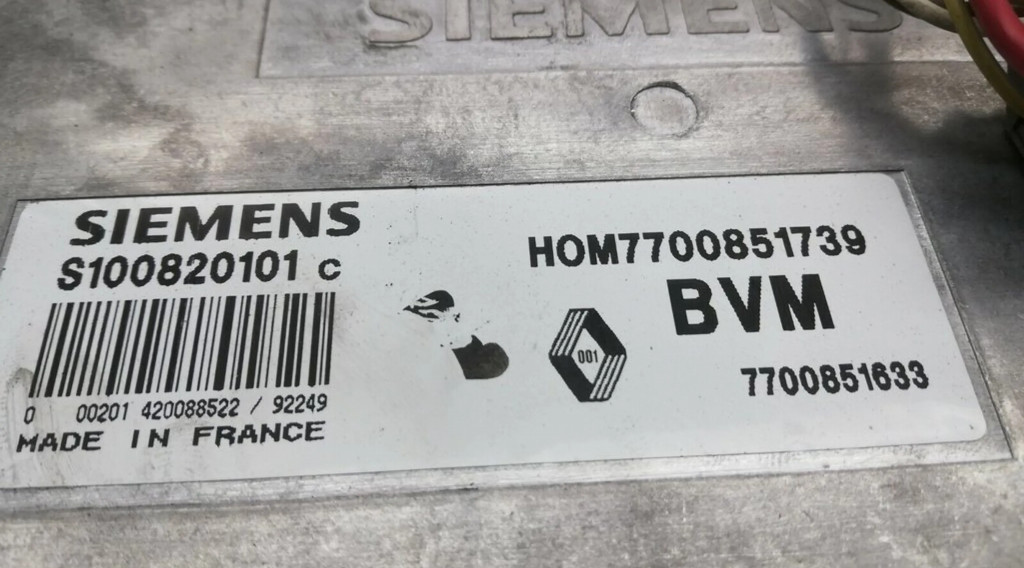 SIEMENS
SIEMENS
S100820101 C
0 00201 420088522 / 92249
MADE IN FRANCE
HOM7700851739
BVM
001
7700851633